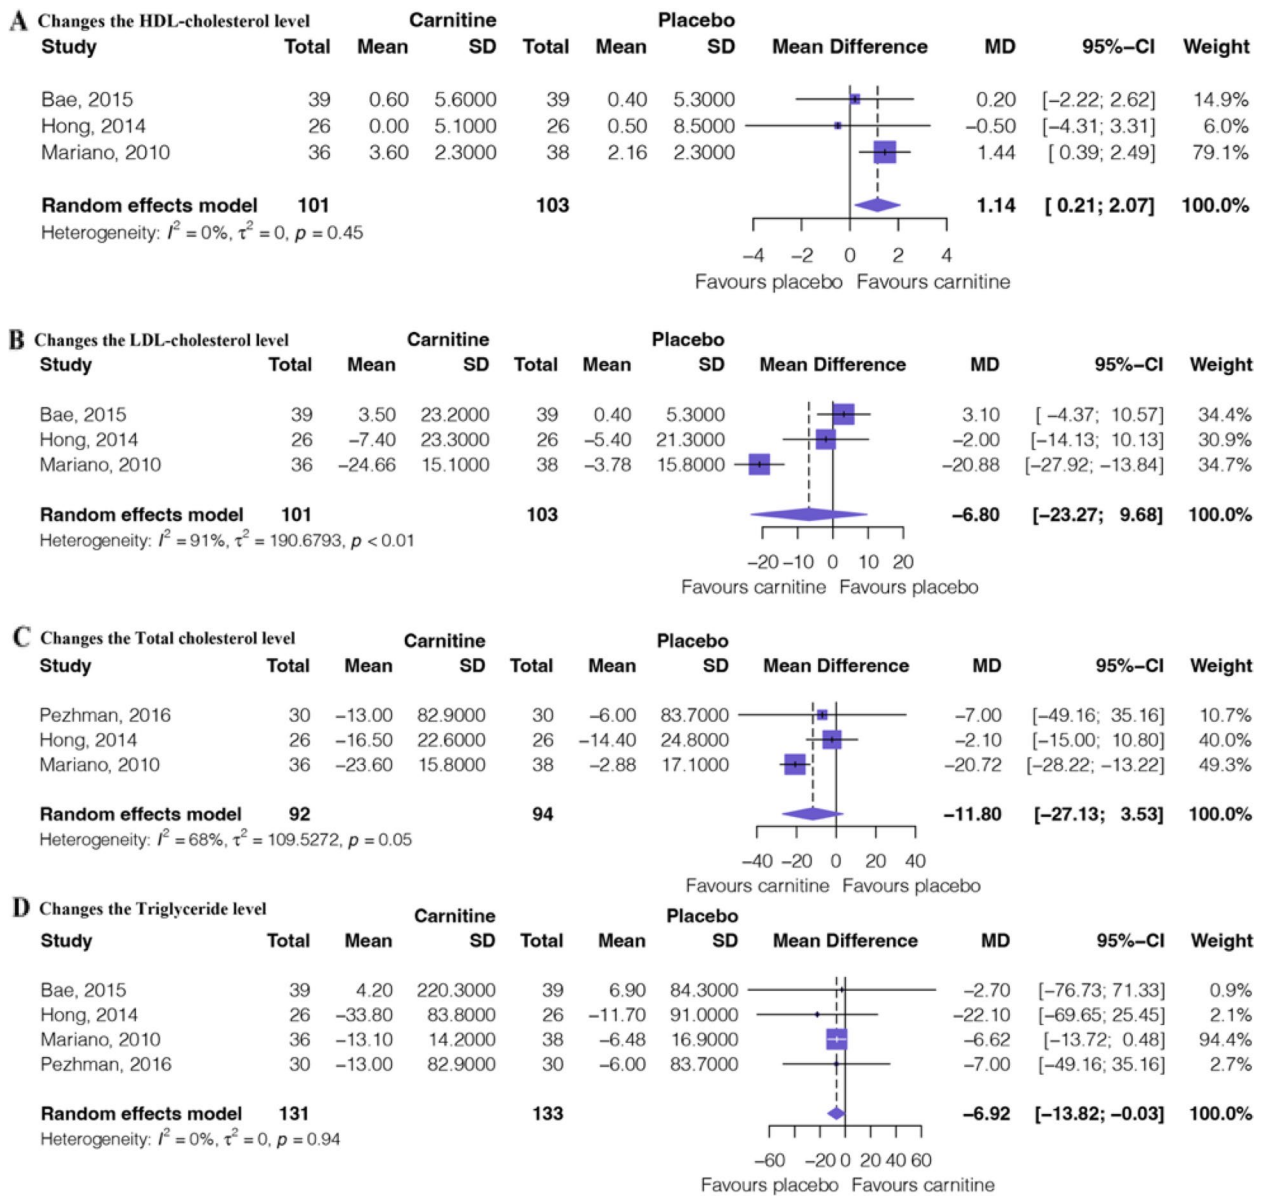 A Changes the HDL-cholesterol level Carnitine Placebo
Study Total Mean SD Total Mean SD Mean Difference MD 95%−CI Weight
Bae, 2015 39 0.60 5.6000 39 0.40 5.3000 0.20 [−2.22; 2.62] 14.9%
Hong, 2014 26 0.00 5.1000 26 0.50 8.5000 −0.50 [−4.31; 3.31] 6.0%
Mariano, 2010 36 3.60 2.3000 38 2.16 2.3000 1.44 [ 0.39; 2.49] 79.1%
Random effects model 101 103 1.14 [ 0.21; 2.07] 100.0%
Heterogeneity: I² = 0%, τ² = 0, p = 0.45
−4 −2 0 2 4
Favours placebo Favours carnitine
B Changes the LDL-cholesterol level Carnitine Placebo
Study Total Mean SD Total Mean SD Mean Difference MD 95%−CI Weight
Bae, 2015 39 3.50 23.2000 39 0.40 5.3000 3.10 [ −4.37; 10.57] 34.4%
Hong, 2014 26 −7.40 23.3000 26 −5.40 21.3000 −2.00 [−14.13; 10.13] 30.9%
Mariano, 2010 36 −24.66 15.1000 38 −3.78 15.8000 −20.88 [−27.92; −13.84] 34.7%
Random effects model 101 103 −6.80 [−23.27; 9.68] 100.0%
Heterogeneity: I² = 91%, τ² = 190.6793, p < 0.01
−20 −10 0 10 20
Favours carnitine Favours placebo
C Changes the Total cholesterol level Carnitine Placebo
Study Total Mean SD Total Mean SD Mean Difference MD 95%−CI Weight
Pezhman, 2016 30 −13.00 82.9000 30 −6.00 83.7000 −7.00 [−49.16; 35.16] 10.7%
Hong, 2014 26 −16.50 22.6000 26 −14.40 24.8000 −2.10 [−15.00; 10.80] 40.0%
Mariano, 2010 36 −23.60 15.8000 38 −2.88 17.1000 −20.72 [−28.22; −13.22] 49.3%
Random effects model 92 94 −11.80 [−27.13; 3.53] 100.0%
Heterogeneity: I² = 68%, τ² = 109.5272, p = 0.05
−40 −20 0 20 40
Favours carnitine Favours placebo
D Changes the Triglyceride level Carnitine Placebo
Study Total Mean SD Total Mean SD Mean Difference MD 95%−CI Weight
Bae, 2015 39 4.20 220.3000 39 6.90 84.3000 −2.70 [−76.73; 71.33] 0.9%
Hong, 2014 26 −33.80 83.8000 26 −11.70 91.0000 −22.10 [−69.65; 25.45] 2.1%
Mariano, 2010 36 −13.10 14.2000 38 −6.48 16.9000 −6.62 [−13.72; 0.48] 94.4%
Pezhman, 2016 30 −13.00 82.9000 30 −6.00 83.7000 −7.00 [−49.16; 35.16] 2.7%
Random effects model 131 133 −6.92 [−13.82; −0.03] 100.0%
Heterogeneity: I² = 0%, τ² = 0, p = 0.94
−60 −20 0 20 40 60
Favours placebo Favours carnitine